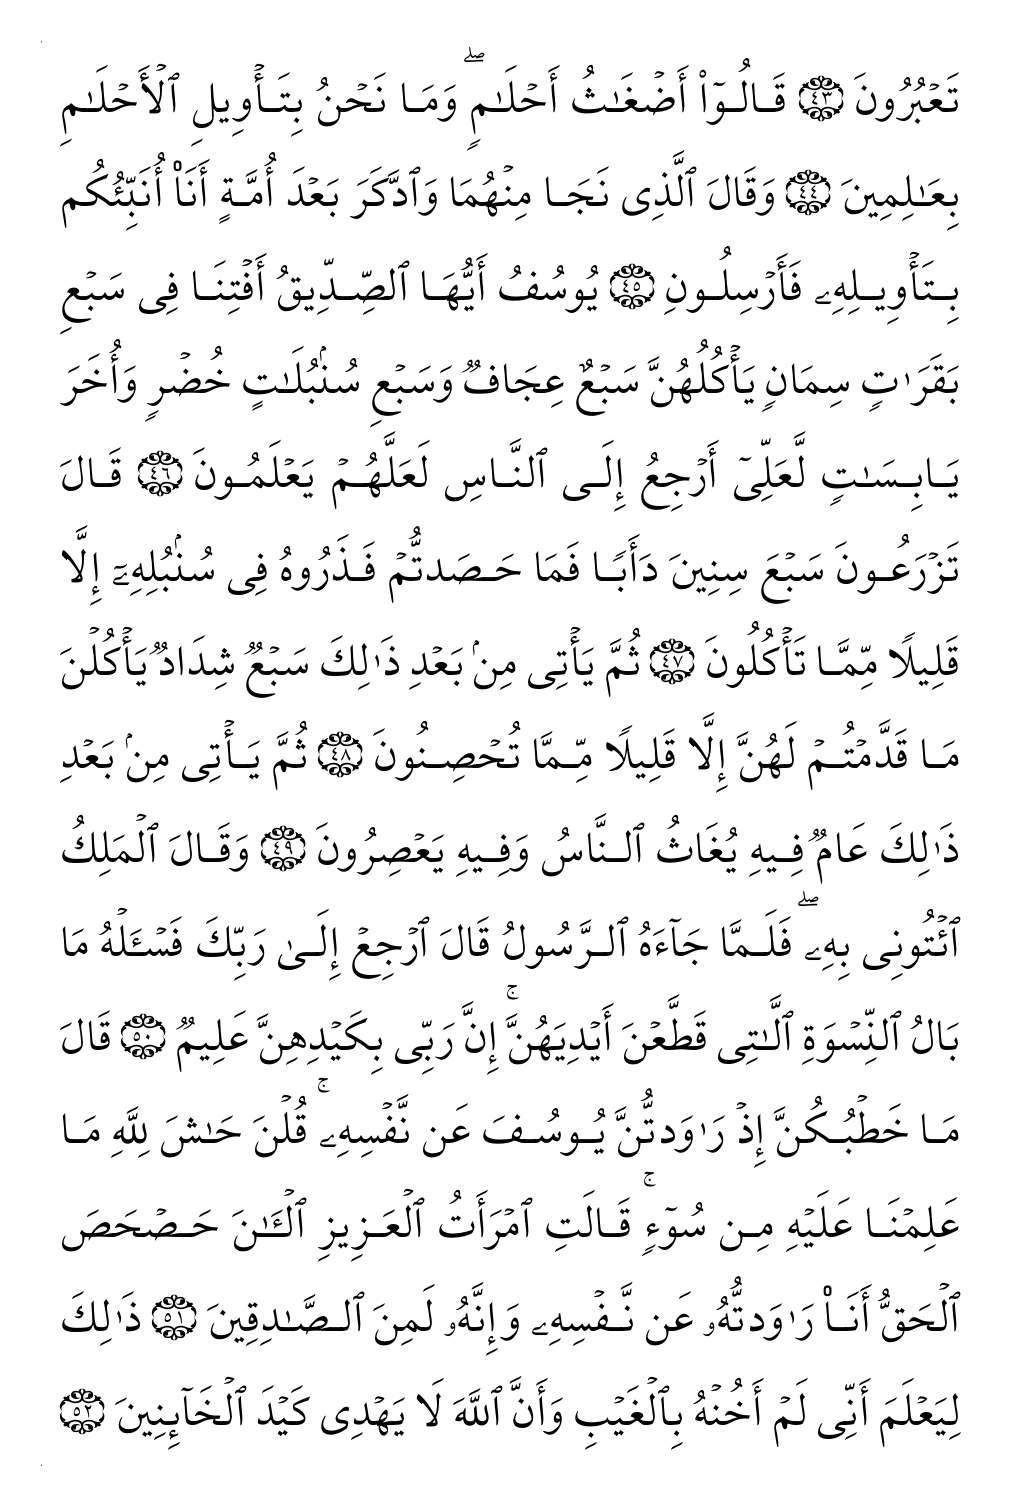 تَعۡبُرُونَ ٤٣ قَالُوٓاْ أَضۡغَٰثُ أَحۡلَٰمٖۖ وَمَا نَحۡنُ بِتَأۡوِيلِ ٱلۡأَحۡلَٰمِ
بِعَٰلِمِينَ ٤٤ وَقَالَ ٱلَّذِي نَجَا مِنۡهُمَا وَٱدَّكَرَ بَعۡدَ أُمَّةٍ أَنَا۠ أُنَبِّئُكُم
بِتَأۡوِيلِهِۦ فَأَرۡسِلُونِ ٤٥ يُوسُفُ أَيُّهَا ٱلصِّدِّيقُ أَفۡتِنَا فِي سَبۡعِ
بَقَرَٰتٖ سِمَانٖ يَأۡكُلُهُنَّ سَبۡعٌ عِجَافٞ وَسَبۡعِ سُنۢبُلَٰتٍ خُضۡرٖ وَأُخَرَ
يَابِسَٰتٖ لَّعَلِّيٓ أَرۡجِعُ إِلَى ٱلنَّاسِ لَعَلَّهُمۡ يَعۡلَمُونَ ٤٦ قَالَ
تَزۡرَعُونَ سَبۡعَ سِنِينَ دَأَبٗا فَمَا حَصَدتُّمۡ فَذَرُوهُ فِي سُنۢبُلِهِۦٓ إِلَّا
قَلِيلٗا مِّمَّا تَأۡكُلُونَ ٤٧ ثُمَّ يَأۡتِي مِنۢ بَعۡدِ ذَٰلِكَ سَبۡعٞ شِدَادٞ يَأۡكُلۡنَ
مَا قَدَّمۡتُمۡ لَهُنَّ إِلَّا قَلِيلٗا مِّمَّا تُحۡصِنُونَ ٤٨ ثُمَّ يَأۡتِي مِنۢ بَعۡدِ
ذَٰلِكَ عَامٞ فِيهِ يُغَاثُ ٱلنَّاسُ وَفِيهِ يَعۡصِرُونَ ٤٩ وَقَالَ ٱلۡمَلِكُ
ٱئۡتُونِي بِهِۦۖ فَلَمَّا جَآءَهُ ٱلرَّسُولُ قَالَ ٱرۡجِعۡ إِلَىٰ رَبِّكَ فَسۡـَٔلۡهُ مَا
بَالُ ٱلنِّسۡوَةِ ٱلَّٰتِي قَطَّعۡنَ أَيۡدِيَهُنَّۚ إِنَّ رَبِّي بِكَيۡدِهِنَّ عَلِيمٞ ٥٠ قَالَ
مَا خَطۡبُكُنَّ إِذۡ رَٰوَدتُّنَّ يُوسُفَ عَن نَّفۡسِهِۦۚ قُلۡنَ حَٰشَ لِلَّهِ مَا
عَلِمۡنَا عَلَيۡهِ مِن سُوٓءٖۚ قَالَتِ ٱمۡرَأَتُ ٱلۡعَزِيزِ ٱلۡـَٰٔنَ حَصۡحَصَ
ٱلۡحَقُّ أَنَا۠ رَٰوَدتُّهُۥ عَن نَّفۡسِهِۦ وَإِنَّهُۥ لَمِنَ ٱلصَّٰدِقِينَ ٥١ ذَٰلِكَ
لِيَعۡلَمَ أَنِّي لَمۡ أَخُنۡهُ بِٱلۡغَيۡبِ وَأَنَّ ٱللَّهَ لَا يَهۡدِي كَيۡدَ ٱلۡخَآئِنِينَ ٥٢